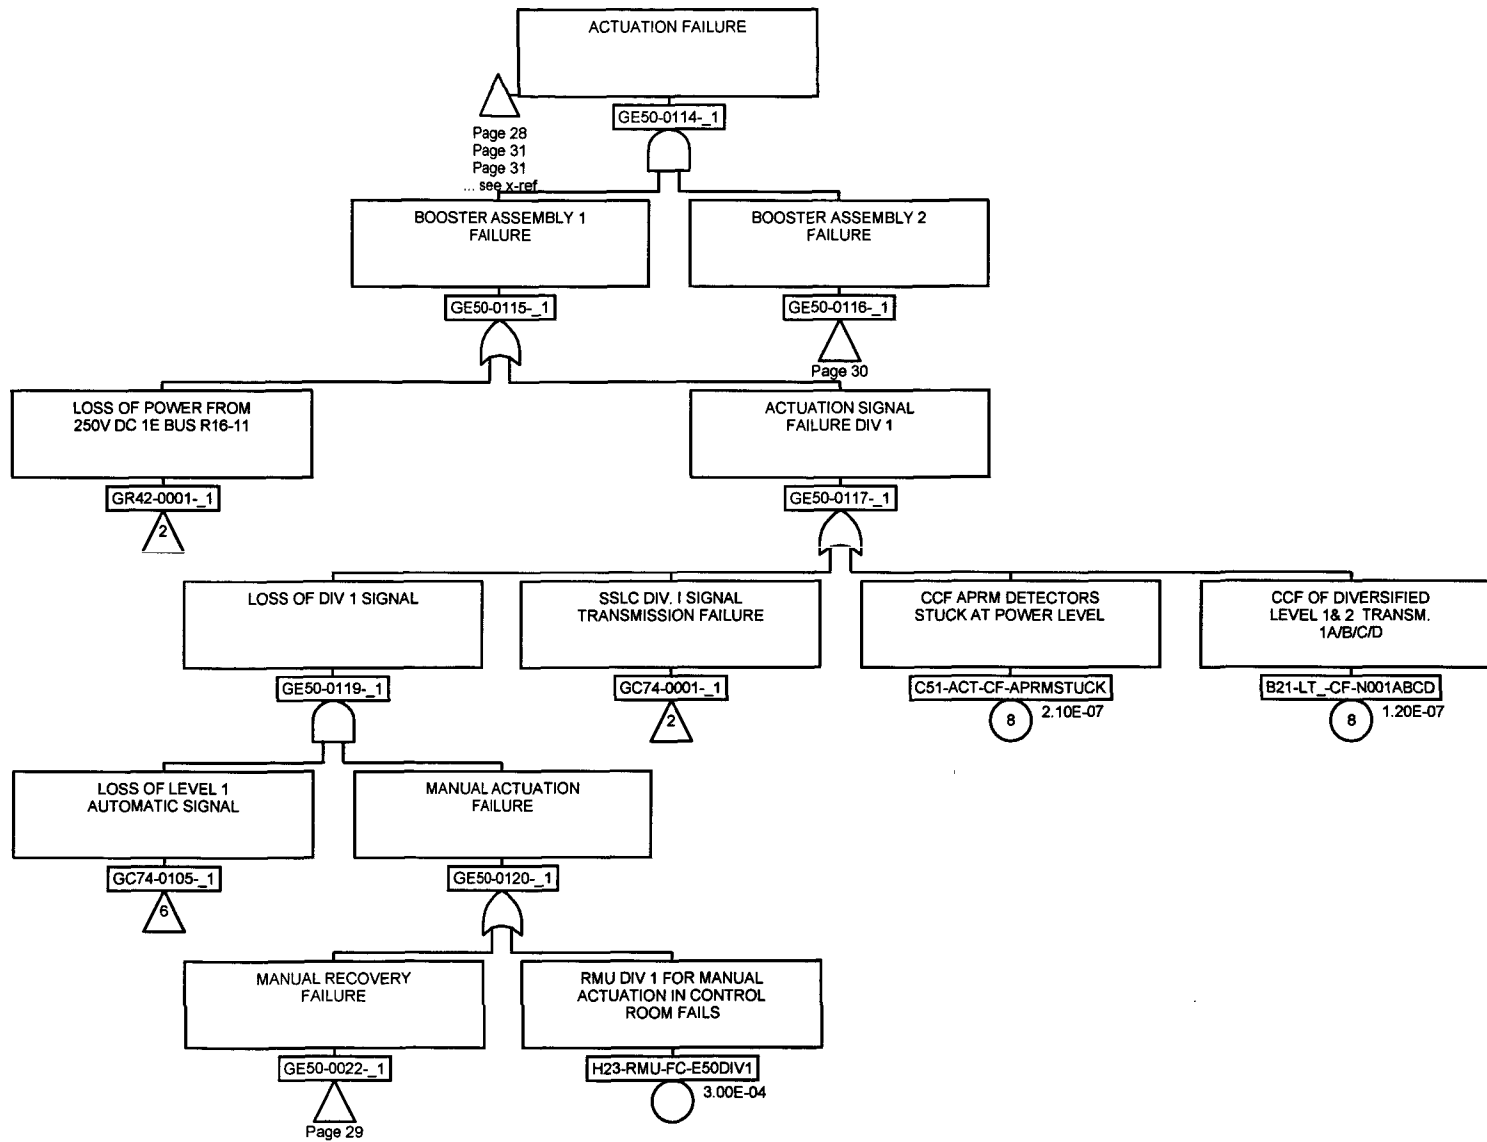 ACTUATION FAILURE
GE50-0114-_1
Page 28
Page 31
Page 31
... see x-ref
BOOSTER ASSEMBLY 1
FAILURE
GE50-0115-_1
BOOSTER ASSEMBLY 2
FAILURE
GE50-0116-_1
Page 30
LOSS OF POWER FROM
250V DC 1E BUS R16-11
GR42-0001-_1
2
ACTUATION SIGNAL
FAILURE DIV 1
GE50-0117-_1
LOSS OF DIV 1 SIGNAL
GE50-0119-_1
SSLC DIV. I SIGNAL
TRANSMISSION FAILURE
GC74-0001-_1
2
CCF APRM DETECTORS
STUCK AT POWER LEVEL
C51-ACT-CF-APRMSTUCK
8
2.10E-07
CCF OF DIVERSIFIED
LEVEL 1& 2 TRANSM.
1A/B/C/D
B21-LT_-CF-N001ABCD
8
1.20E-07
LOSS OF LEVEL 1
AUTOMATIC SIGNAL
GC74-0105-_1
6
MANUAL ACTUATION
FAILURE
GE50-0120-_1
MANUAL RECOVERY
FAILURE
GE50-0022-_1
Page 29
RMU DIV 1 FOR MANUAL
ACTUATION IN CONTROL
ROOM FAILS
H23-RMU-FC-E50DIV1
3.00E-04